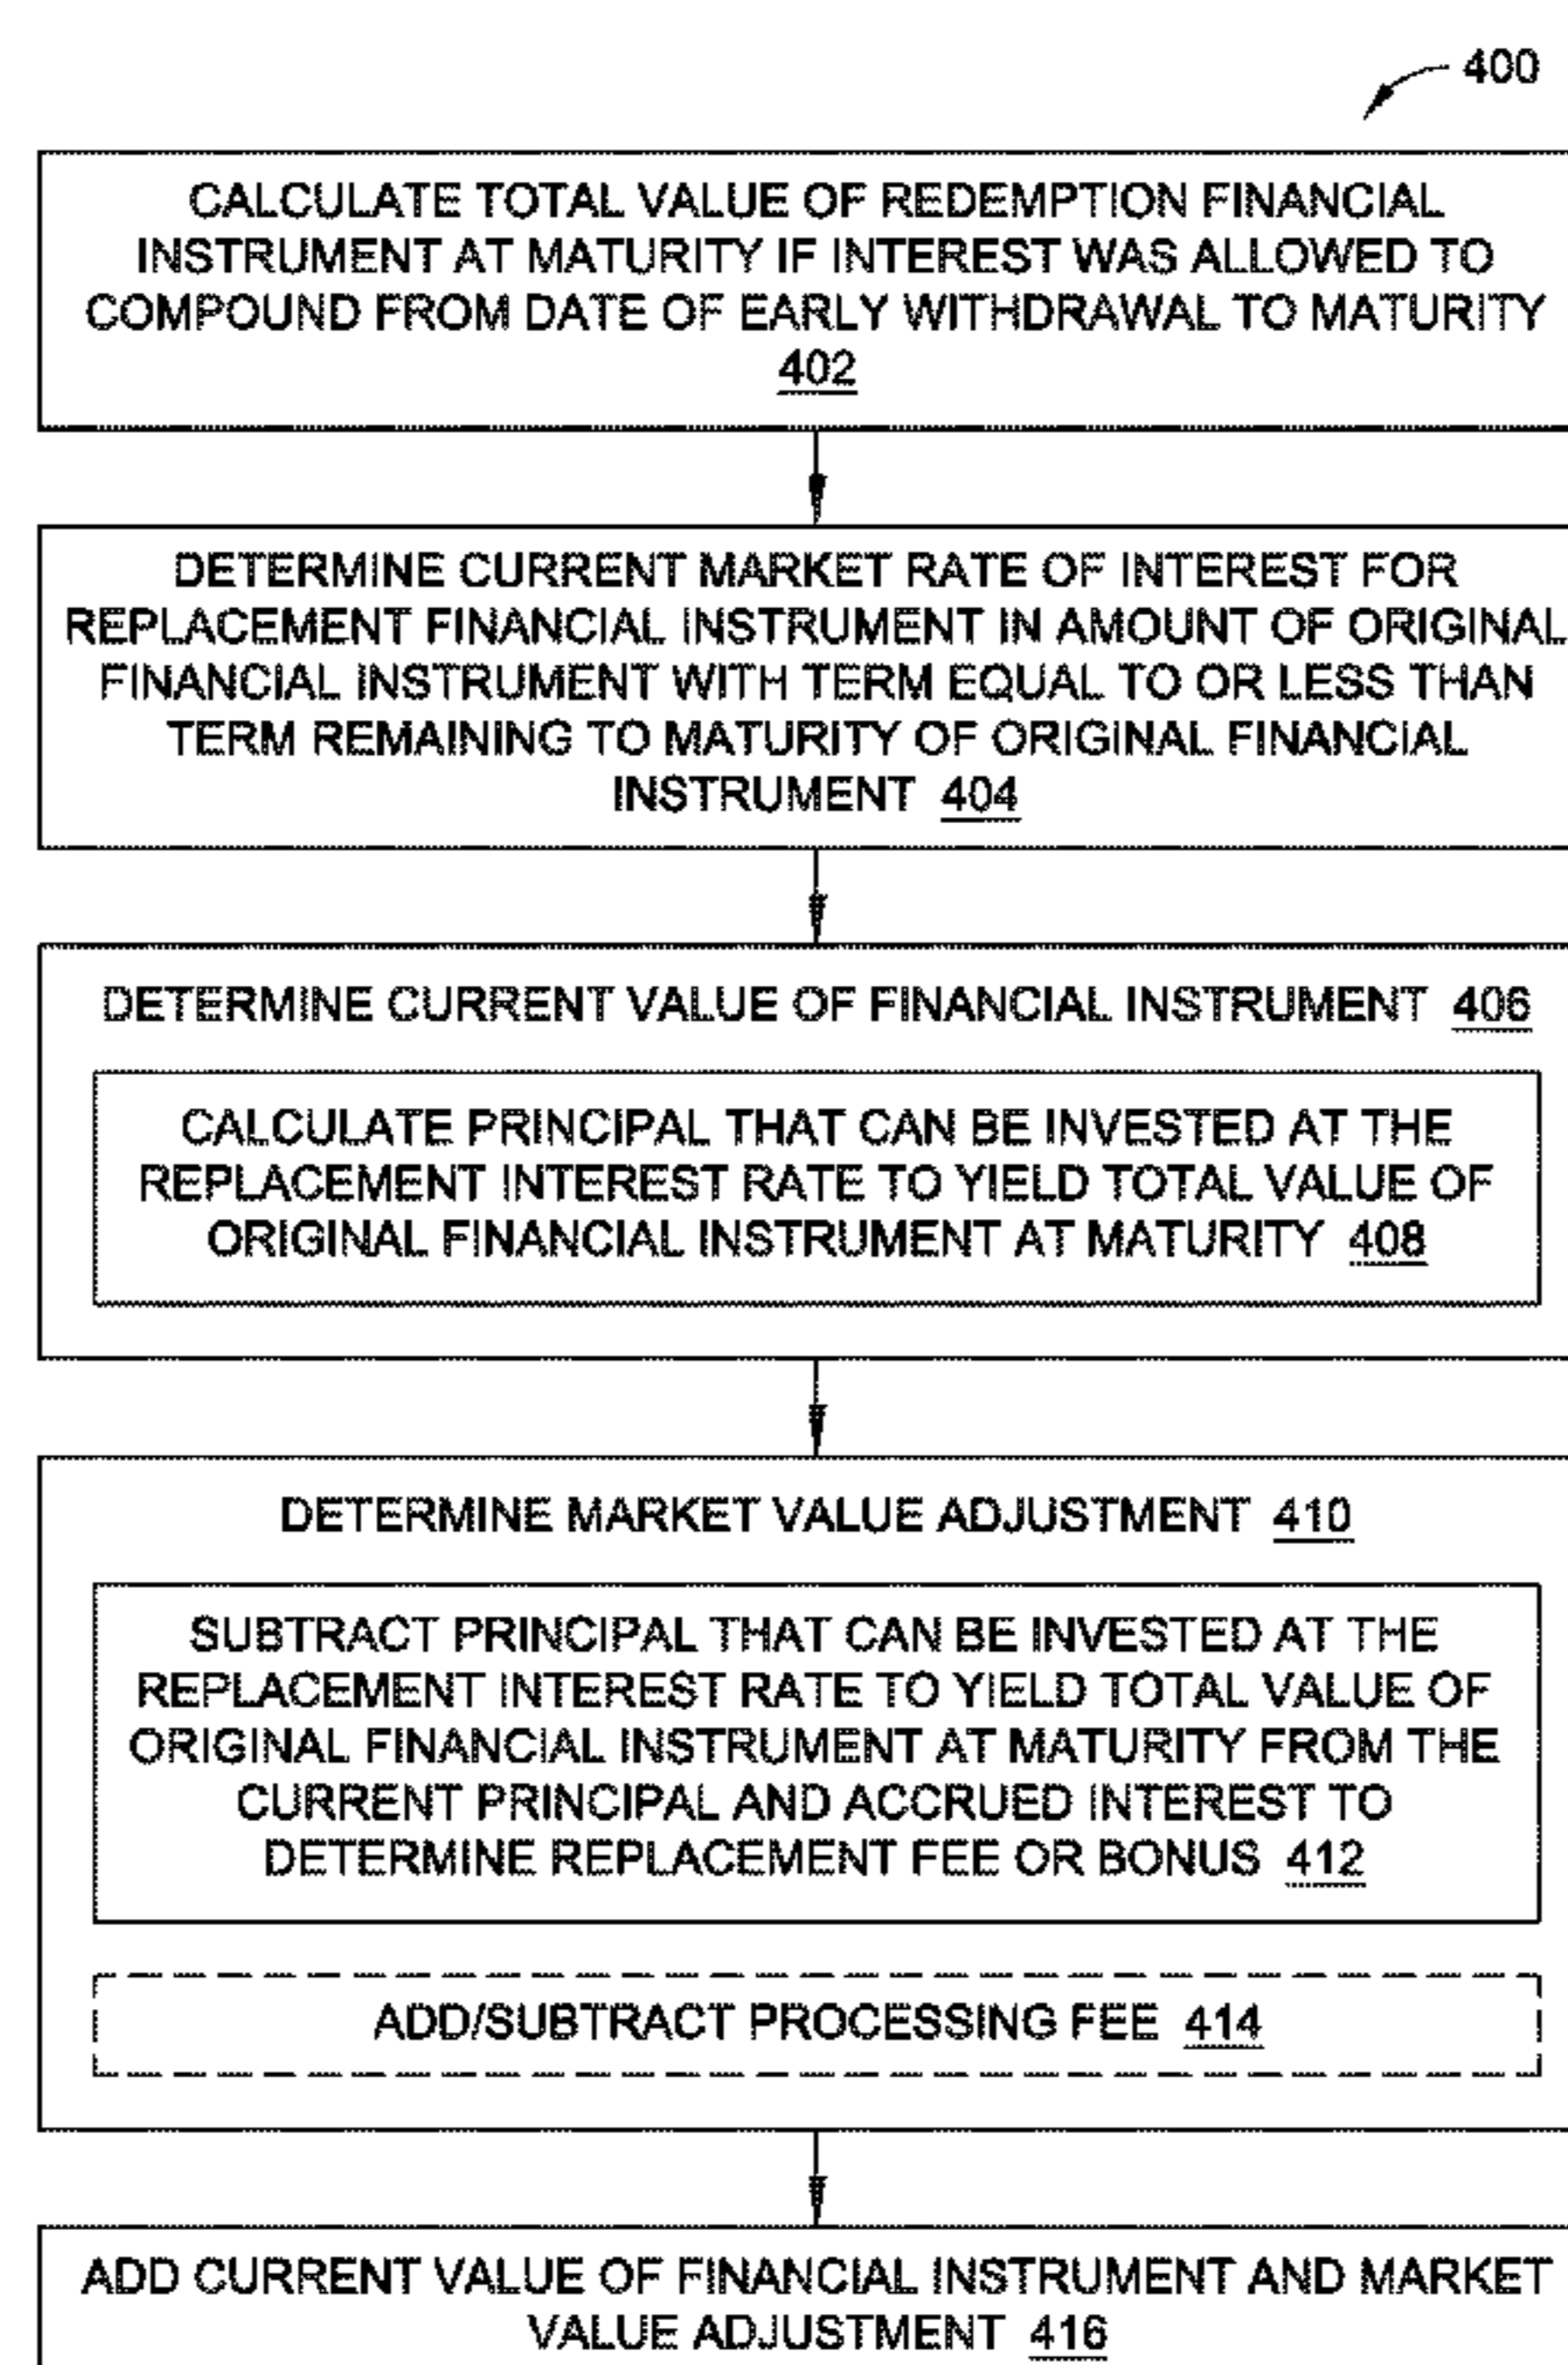 400
CALCULATE TOTAL VALUE OF REDEMPTION FINANCIAL
INSTRUMENT AT MATURITY IF INTEREST WAS ALLOWED TO
COMPOUND FROM DATE OF EARLY WITHDRAWAL TO MATURITY
402
DETERMINE CURRENT MARKET RATE OF INTEREST FOR
REPLACEMENT FINANCIAL INSTRUMENT IN AMOUNT OF ORIGINAL
FINANCIAL INSTRUMENT WITH TERM EQUAL TO OR LESS THAN
TERM REMAINING TO MATURITY OF ORIGINAL FINANCIAL
INSTRUMENT 404
DETERMINE CURRENT VALUE OF FINANCIAL INSTRUMENT 406
CALCULATE PRINCIPAL THAT CAN BE INVESTED AT THE
REPLACEMENT INTEREST RATE TO YIELD TOTAL VALUE OF
ORIGINAL FINANCIAL INSTRUMENT AT MATURITY 408
DETERMINE MARKET VALUE ADJUSTMENT 410
SUBTRACT PRINCIPAL THAT CAN BE INVESTED AT THE
REPLACEMENT INTEREST RATE TO YIELD TOTAL VALUE OF
ORIGINAL FINANCIAL INSTRUMENT AT MATURITY FROM THE
CURRENT PRINCIPAL AND ACCRUED INTEREST TO
DETERMINE REPLACEMENT FEE OR BONUS 412
ADD/SUBTRACT PROCESSING FEE 414
ADD CURRENT VALUE OF FINANCIAL INSTRUMENT AND MARKET
VALUE ADJUSTMENT 416